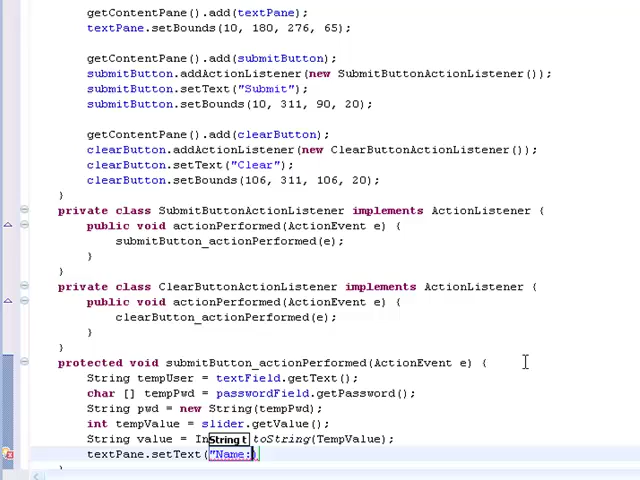 getContentPane().add(textPane);
textPane.setBounds(10, 180, 276, 65);
getContentPane().add(submitButton);
submitButton.addActionListener(new SubmitButtonActionListener());
submitButton.setText("Submit");
submitButton.setBounds(10, 311, 90, 20);
getContentPane().add(clearButton);
clearButton.addActionListener(new ClearButtonActionListener());
clearButton.setText("Clear");
clearButton.setBounds(106, 311, 106, 20);
}
private class SubmitButtonActionListener implements ActionListener {
public void actionPerformed(ActionEvent e) {
submitButton_actionPerformed(e);
}
}
private class ClearButtonActionListener implements ActionListener {
public void actionPerformed(ActionEvent e) {
clearButton_actionPerformed(e);
}
}
protected void submitButton_actionPerformed(ActionEvent e) {
String tempUser = textField.getText();
char [] tempPwd = passwordField.getPassword();
String pwd = new String(tempPwd);
int tempValue = slider.getValue();
String value = In String t toString(TempValue);
textPane.setText("Name:)
}